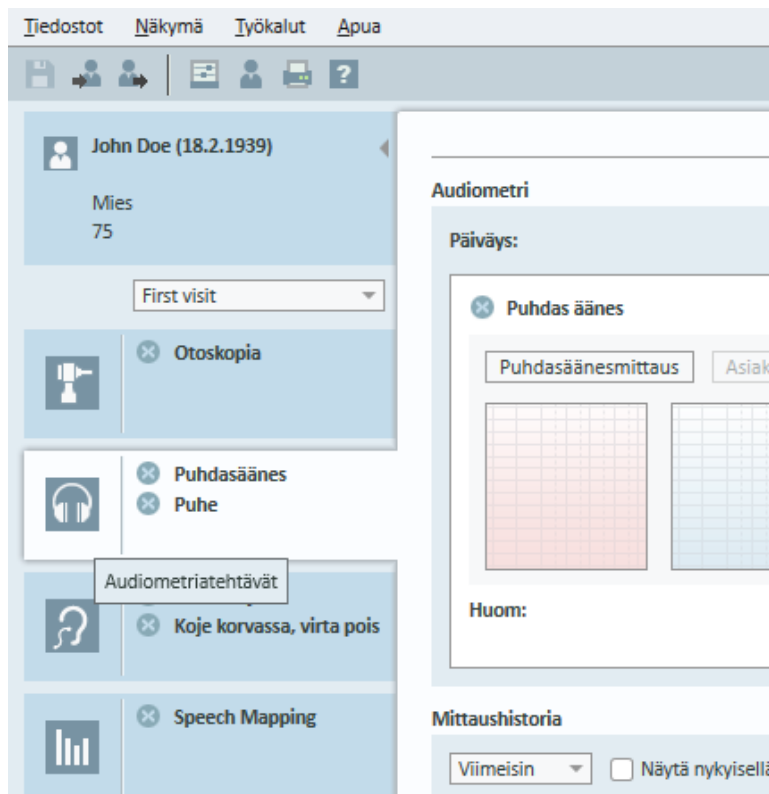 Tiedostot Näkymä Työkalut Apua
John Doe (18.2.1939)
Mies
75
First visit
Otoskopia
Puhdasäänes
Puhe
Audiometriatehtävät
Koje korvassa, virta pois
Speech Mapping
Audiometri
Päiväys:
Puhdas äänes
Puhdasäänesmittaus
Huom:
Mittaushistoria
Viimeisin
Näytä